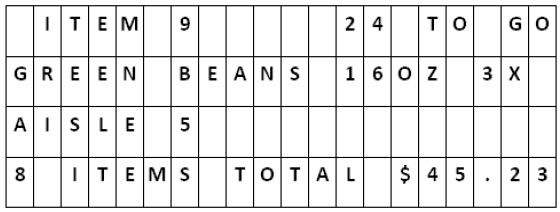 ITEM 9 24 TO GO
GREEN BEANS 16OZ 3X
AISLE 5
8 ITEMS TOTAL $45.23